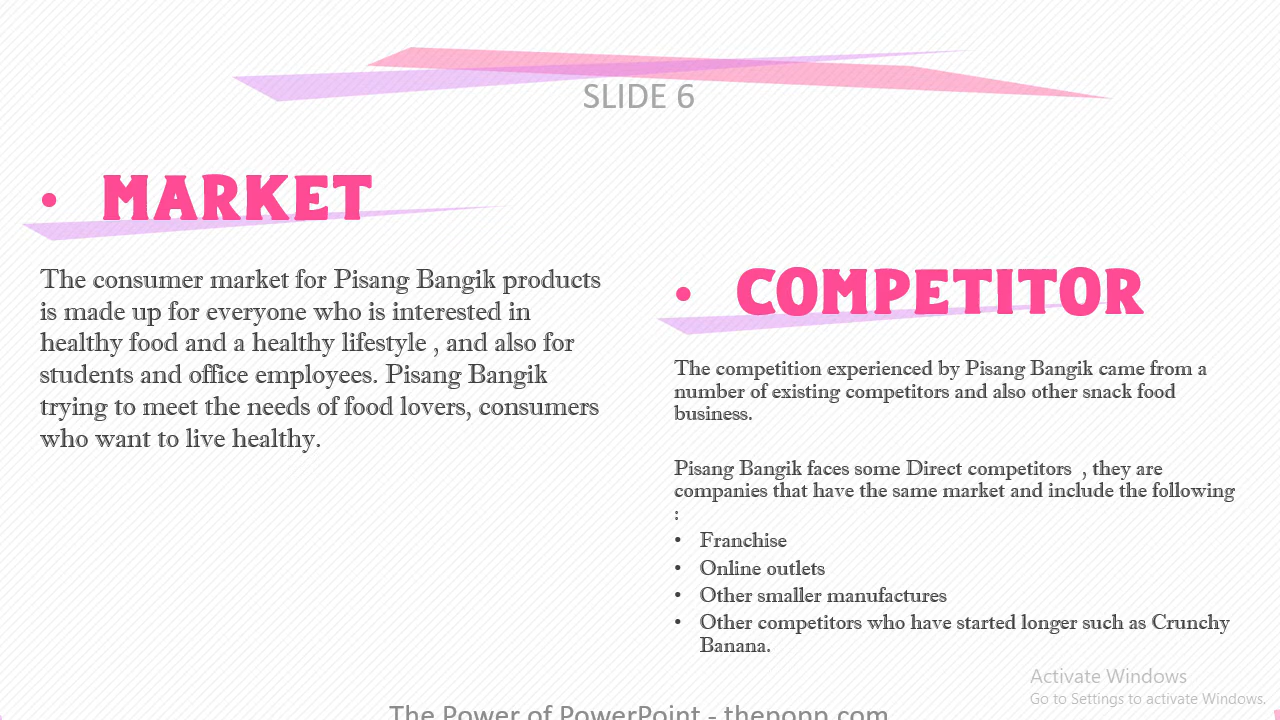 SLIDE 6
• MARKET
The consumer market for Pisang Bangik products
is made up for everyone who is interested in
healthy food and a healthy lifestyle , and also for
students and office employees. Pisang Bangik
trying to meet the needs of food lovers, consumers
who want to live healthy.
• COMPETITOR
The competition experienced by Pisang Bangik came from a
number of existing competitors and also other snack food
business.
Pisang Bangik faces some Direct competitors  , they are
companies that have the same market and include the following
:
• Franchise
• Online outlets
• Other smaller manufactures
• Other competitors who have started longer such as Crunchy
Banana.
Activate Windows
Go to Settings to activate Windows.
The Power of PowerPoint - thepopp.com